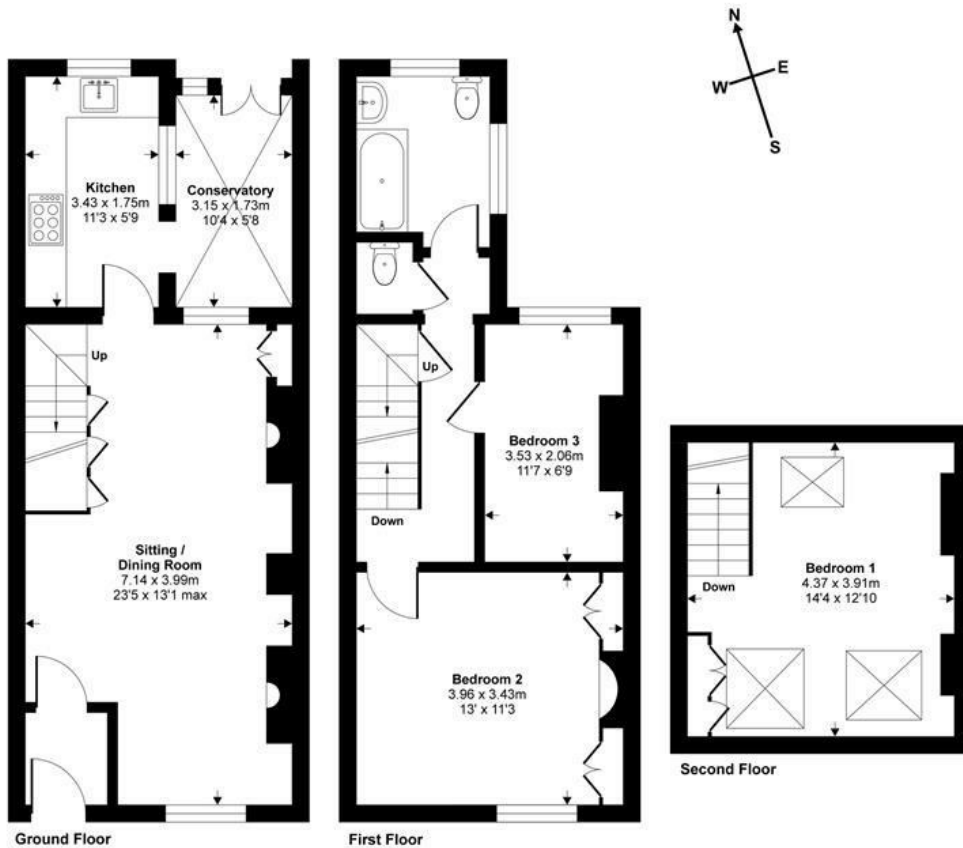 N
W E
S
Kitchen
3.43 x 1.75m
11'3 x 5'9
Conservatory
3.15 x 1.73m
10'4 x 5'8
Up
Sitting /
Dining Room
7.14 x 3.99m
23'5 x 13'1 max
Ground Floor
Up
Down
Bedroom 3
3.53 x 2.06m
11'7 x 6'9
Bedroom 2
3.96 x 3.43m
13' x 11'3
First Floor
Down
Bedroom 1
4.37 x 3.91m
14'4 x 12'10
Second Floor